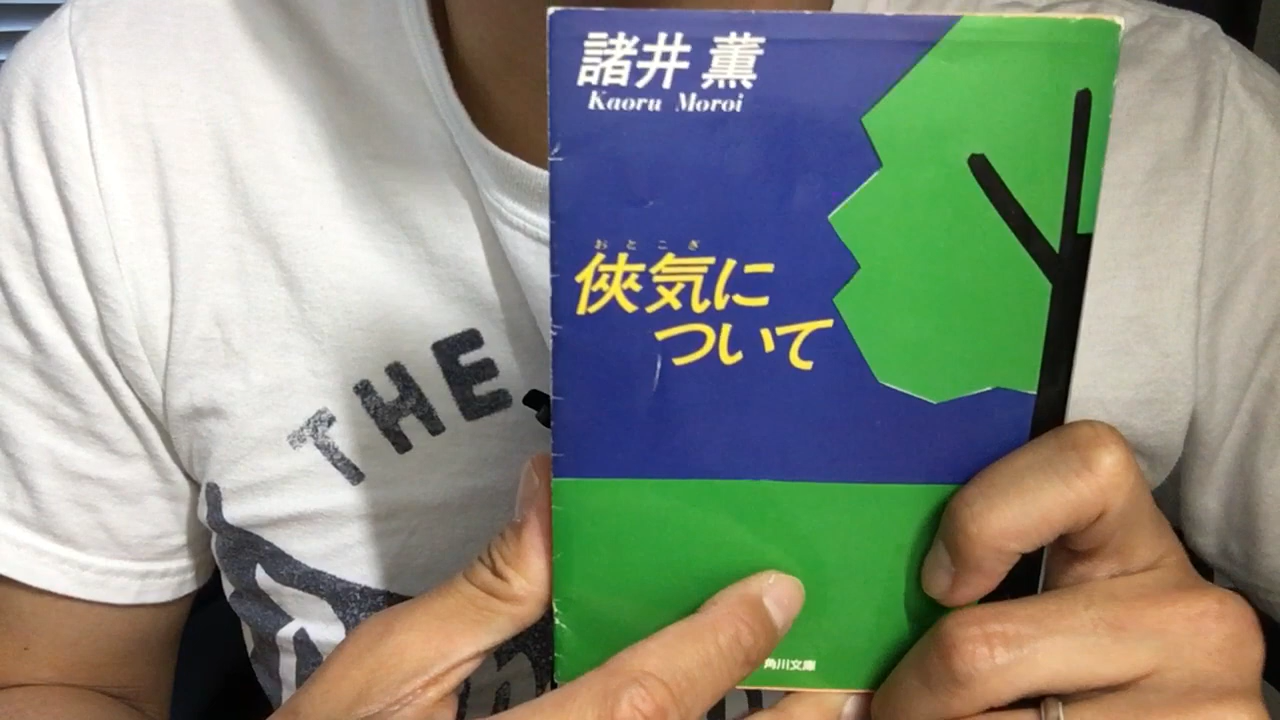 諸井 薫
Kaoru Moroi
おとこぎ
俠気に
ついて
角川文庫
THE